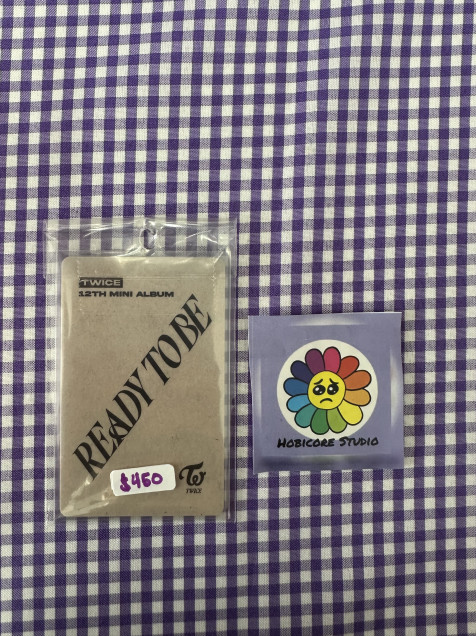 TWICE
12TH MINI ALBUM
READY TO BE
$450
TWICE
HOBICORE STUDIO